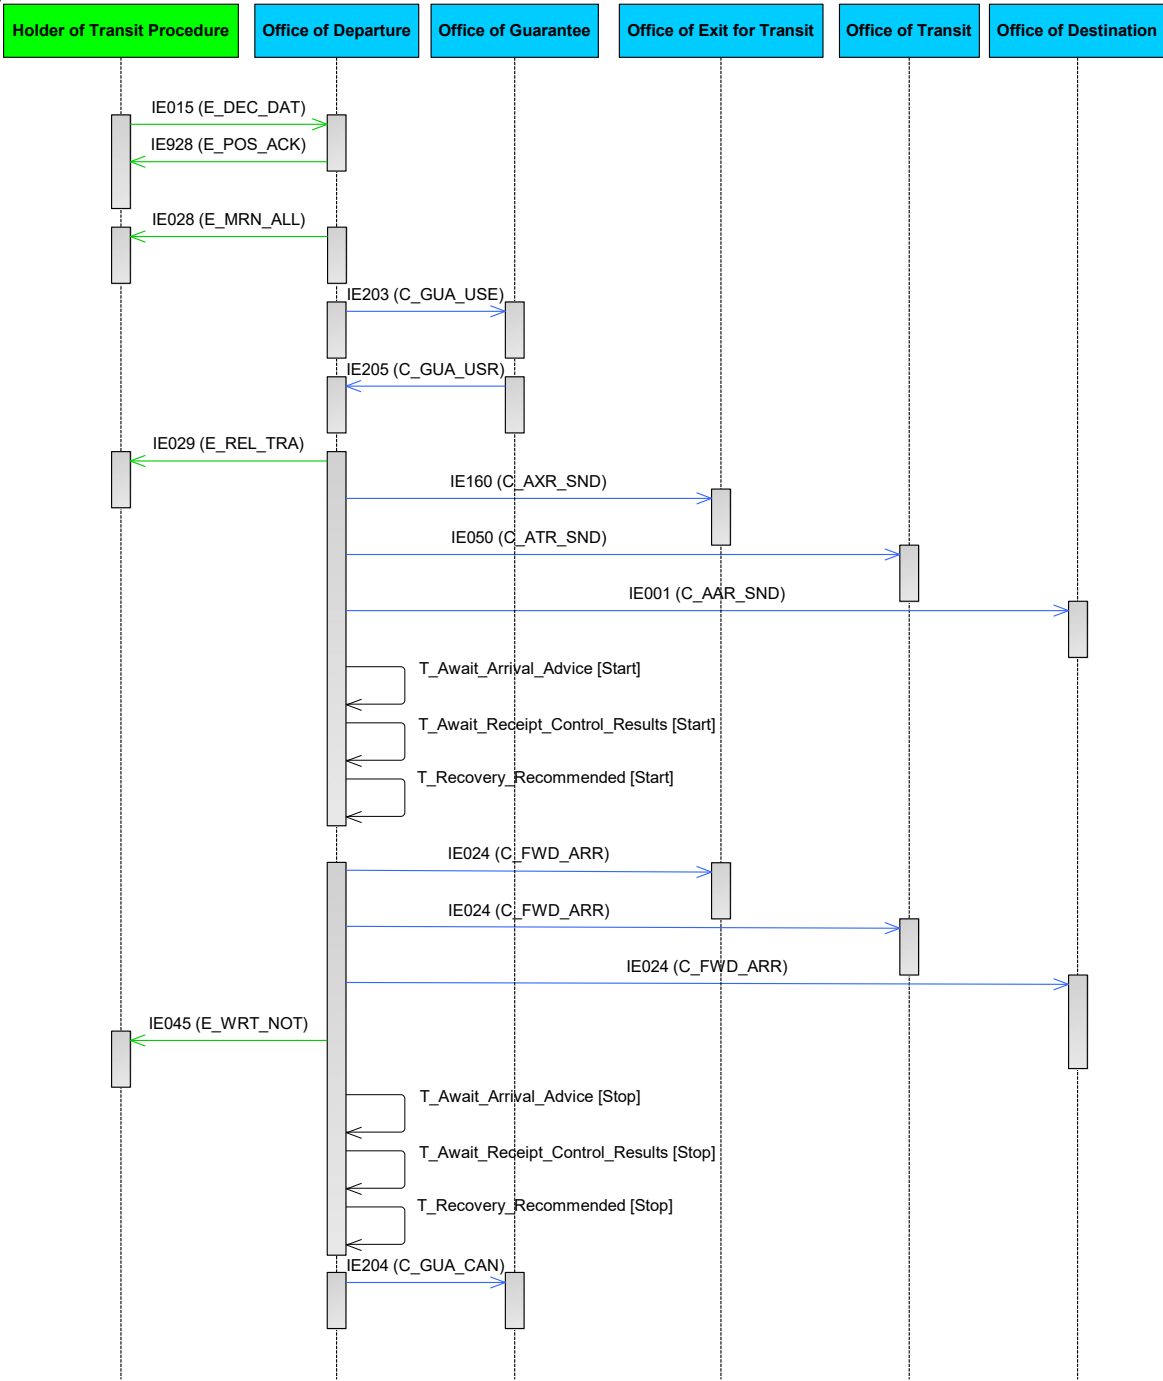 Holder of Transit Procedure
Office of Departure
Office of Guarantee
Office of Exit for Transit
Office of Transit
Office of Destination
IE015 (E_DEC_DAT)
IE928 (E_POS_ACK)
IE028 (E_MRN_ALL)
IE203 (C_GUA_USE)
IE205 (C_GUA_USR)
IE029 (E_REL_TRA)
IE160 (C_AXR_SND)
IE050 (C_ATR_SND)
IE001 (C_AAR_SND)
T_Await_Arrival_Advice [Start]
T_Await_Receipt_Control_Results [Start]
T_Recovery_Recommended [Start]
IE024 (C_FWD_ARR)
IE024 (C_FWD_ARR)
IE024 (C_FWD_ARR)
IE045 (E_WRT_NOT)
T_Await_Arrival_Advice [Stop]
T_Await_Receipt_Control_Results [Stop]
T_Recovery_Recommended [Stop]
IE204 (C_GUA_CAN)